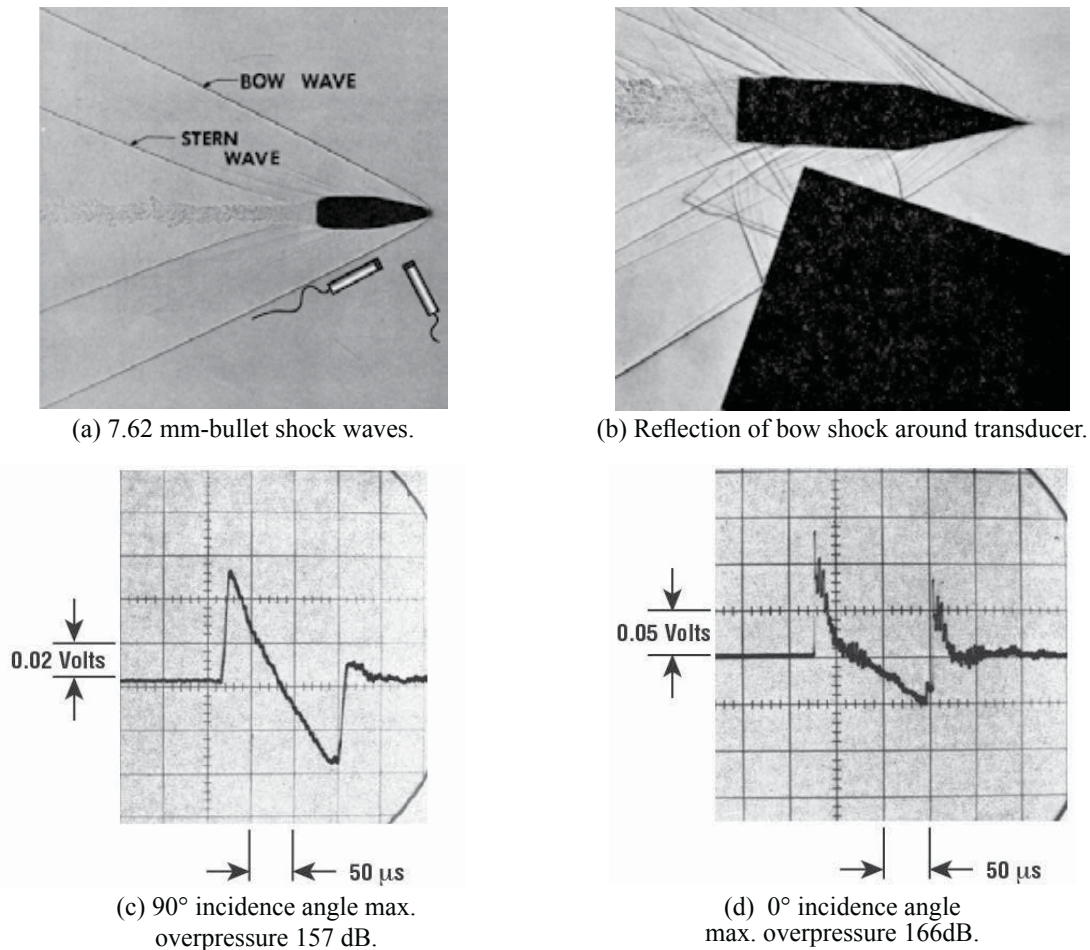 BOW WAVE
STERN
WAVE
(a) 7.62 mm-bullet shock waves.
(b) Reflection of bow shock around transducer.
0.02 Volts
50 μs
(c) 90° incidence angle max.
overpressure 157 dB.
0.05 Volts
50 μs
(d) 0° incidence angle
max. overpressure 166dB.